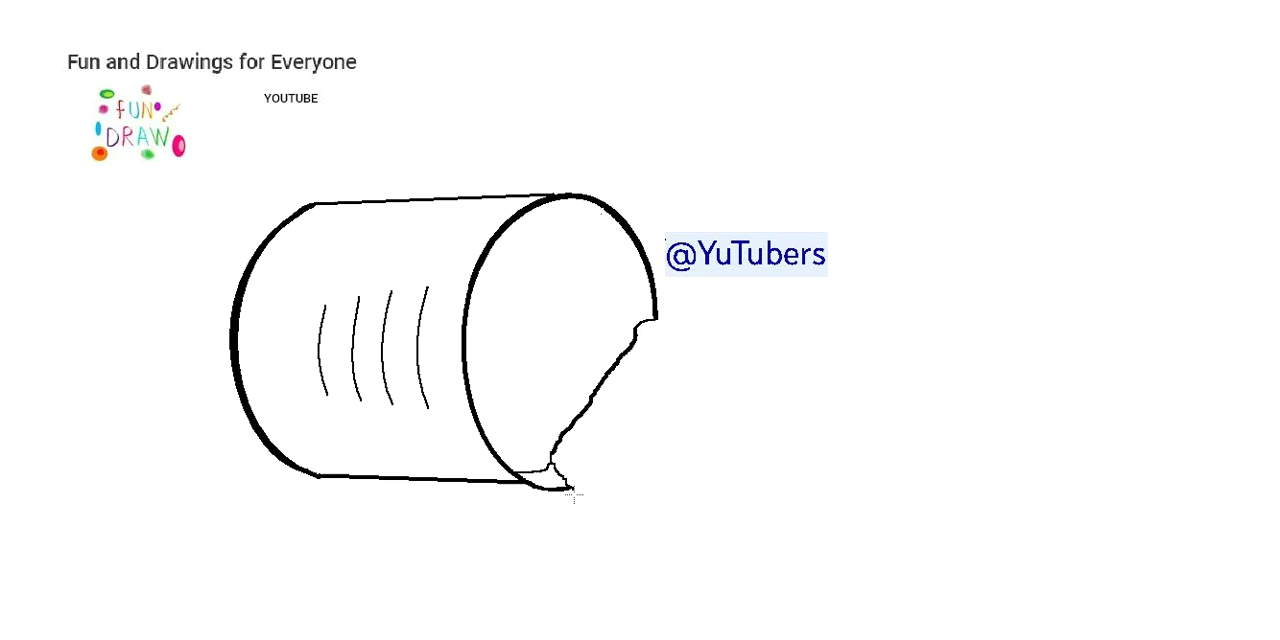 Fun and Drawings for Everyone
YOUTUBE
FUN
DRAW
@YuTubers